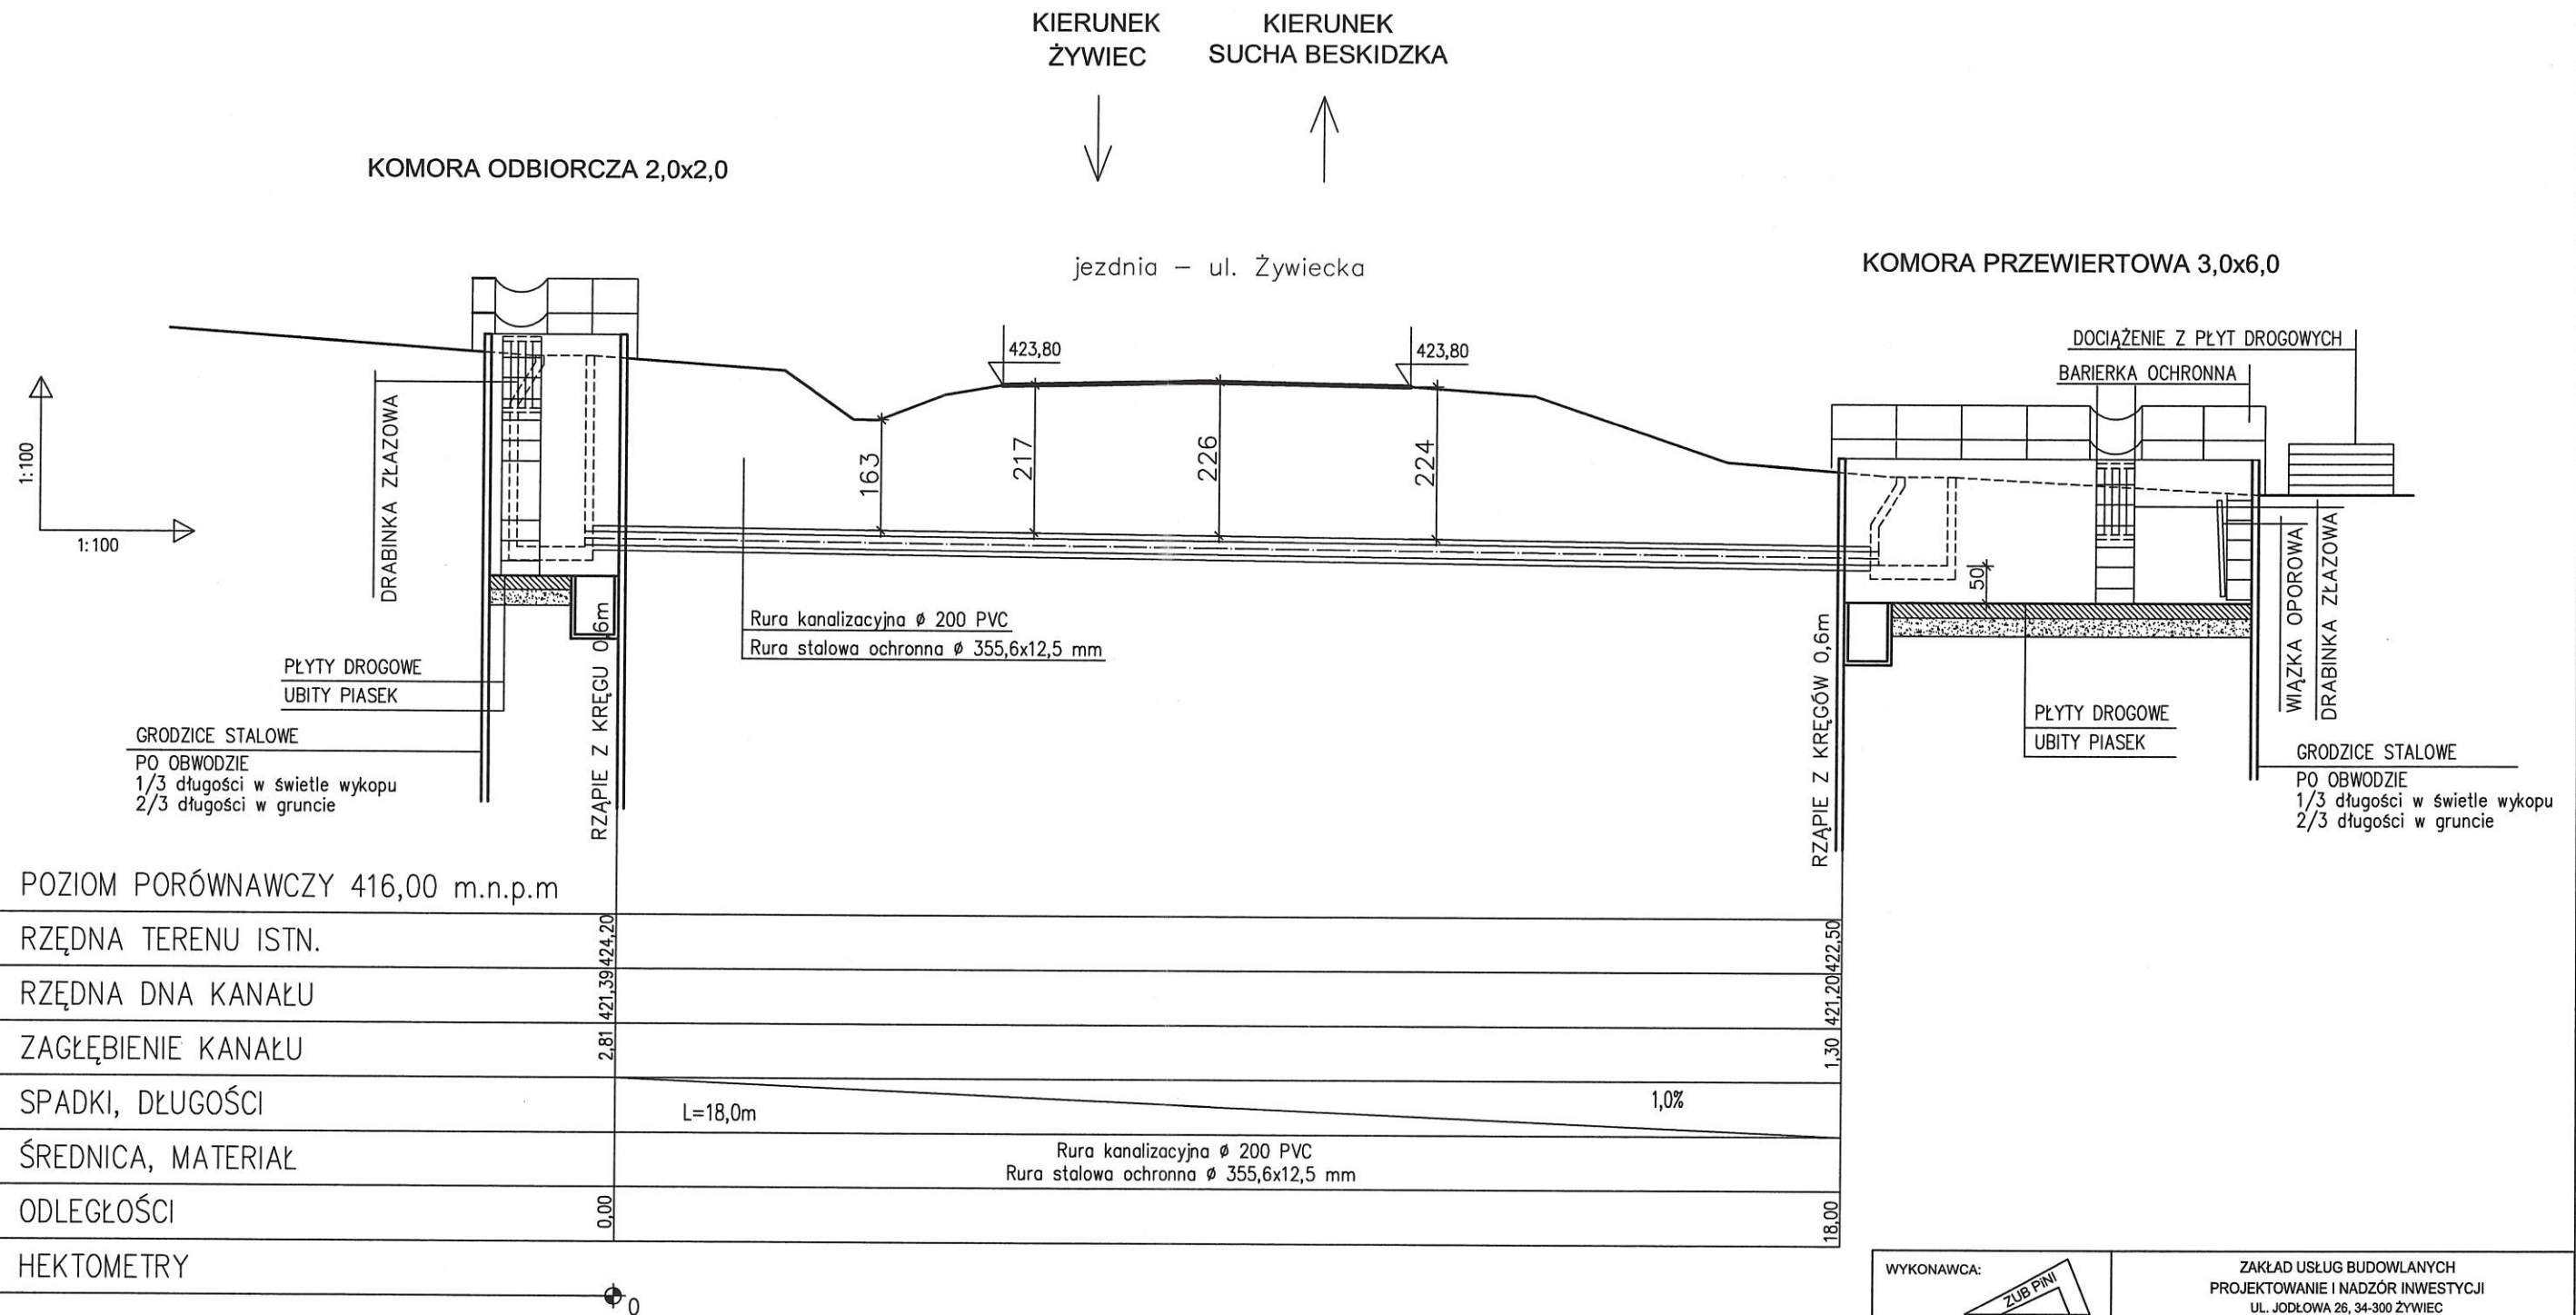 KIERUNEK
ŻYWIEC
KIERUNEK
SUCHA BESKIDZKA
KOMORA ODBIORCZA 2,0x2,0
jezdnia – ul. Żywiecka
KOMORA PRZEWIERTOWA 3,0x6,0
423,80
423,80
DOCIĄŻENIE Z PŁYT DROGOWYCH
BARIERKA OCHRONNA
1:100
1:100
DRABINKA ZŁAZOWA
163
217
226
224
50
WIĄZKA OPOROWA
DRABINKA ZŁAZOWA
Rura kanalizacyjna ø 200 PVC
Rura stalowa ochronna ø 355,6x12,5 mm
PŁYTY DROGOWE
UBITY PIASEK
GRODZICE STALOWE
PO OBWODZIE
1/3 długości w świetle wykopu
2/3 długości w gruncie
RZĄPIE Z KRĘGU 0,6m
RZĄPIE Z KRĘGÓW 0,6m
PŁYTY DROGOWE
UBITY PIASEK
GRODZICE STALOWE
PO OBWODZIE
1/3 długości w świetle wykopu
2/3 długości w gruncie
POZIOM PORÓWNAWCZY 416,00 m.n.p.m
RZĘDNA TERENU ISTN. 424,20 422,50
RZĘDNA DNA KANAŁU 421,39 421,20
ZAGŁĘBIENIE KANAŁU 2,81 1,30
SPADKI, DŁUGOŚCI L=18,0m 1,0%
ŚREDNICA, MATERIAŁ
Rura kanalizacyjna ø 200 PVC
Rura stalowa ochronna ø 355,6x12,5 mm
ODLEGŁOŚCI 0,00 18,00
HEKTOMETRY
0
WYKONAWCA:
ZUB PiNI
ZAKŁAD USŁUG BUDOWLANYCH
PROJEKTOWANIE I NADZÓR INWESTYCJI
UL. JODŁOWA 26, 34-300 ŻYWIEC